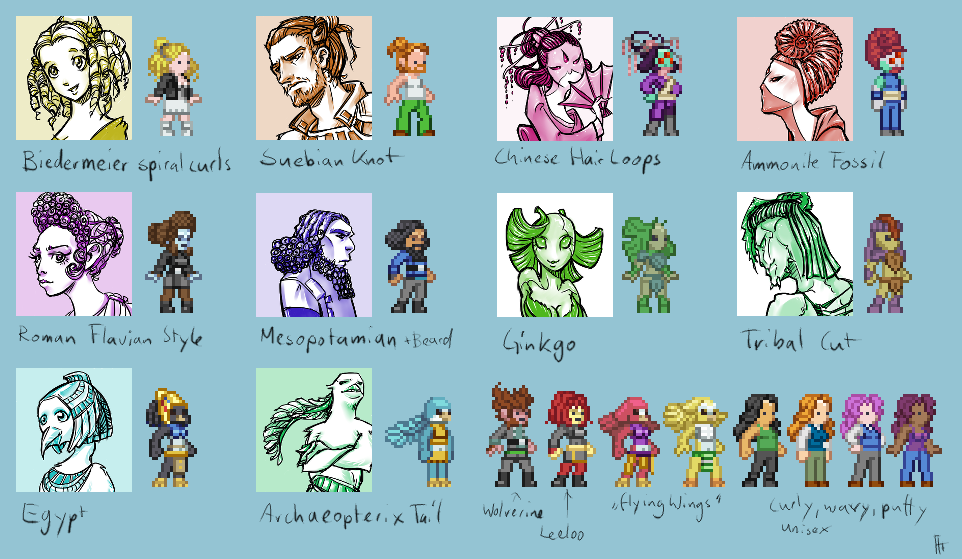 Biedermeier spiral curls
Suebian Knot
Chinese Hair Loops
Ammonite Fossil
Roman Flavian Style
Mesopotamian + Beard
Ginkgo
Tribal Cut
Egypt
Archaeopterix Tail
Wolverine
Leeloo
„Flying Wings"
curly, wavy, puffy
unisex